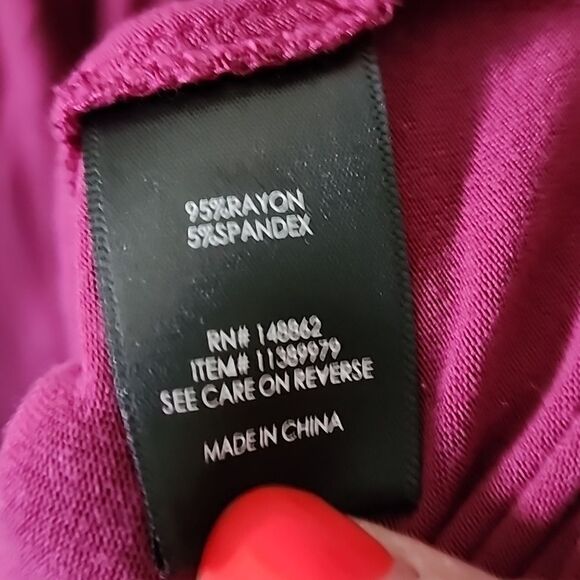 95%RAYON
5%SPANDEX
RN# 148862
ITEM# 11389979
SEE CARE ON REVERSE
MADE IN CHINA